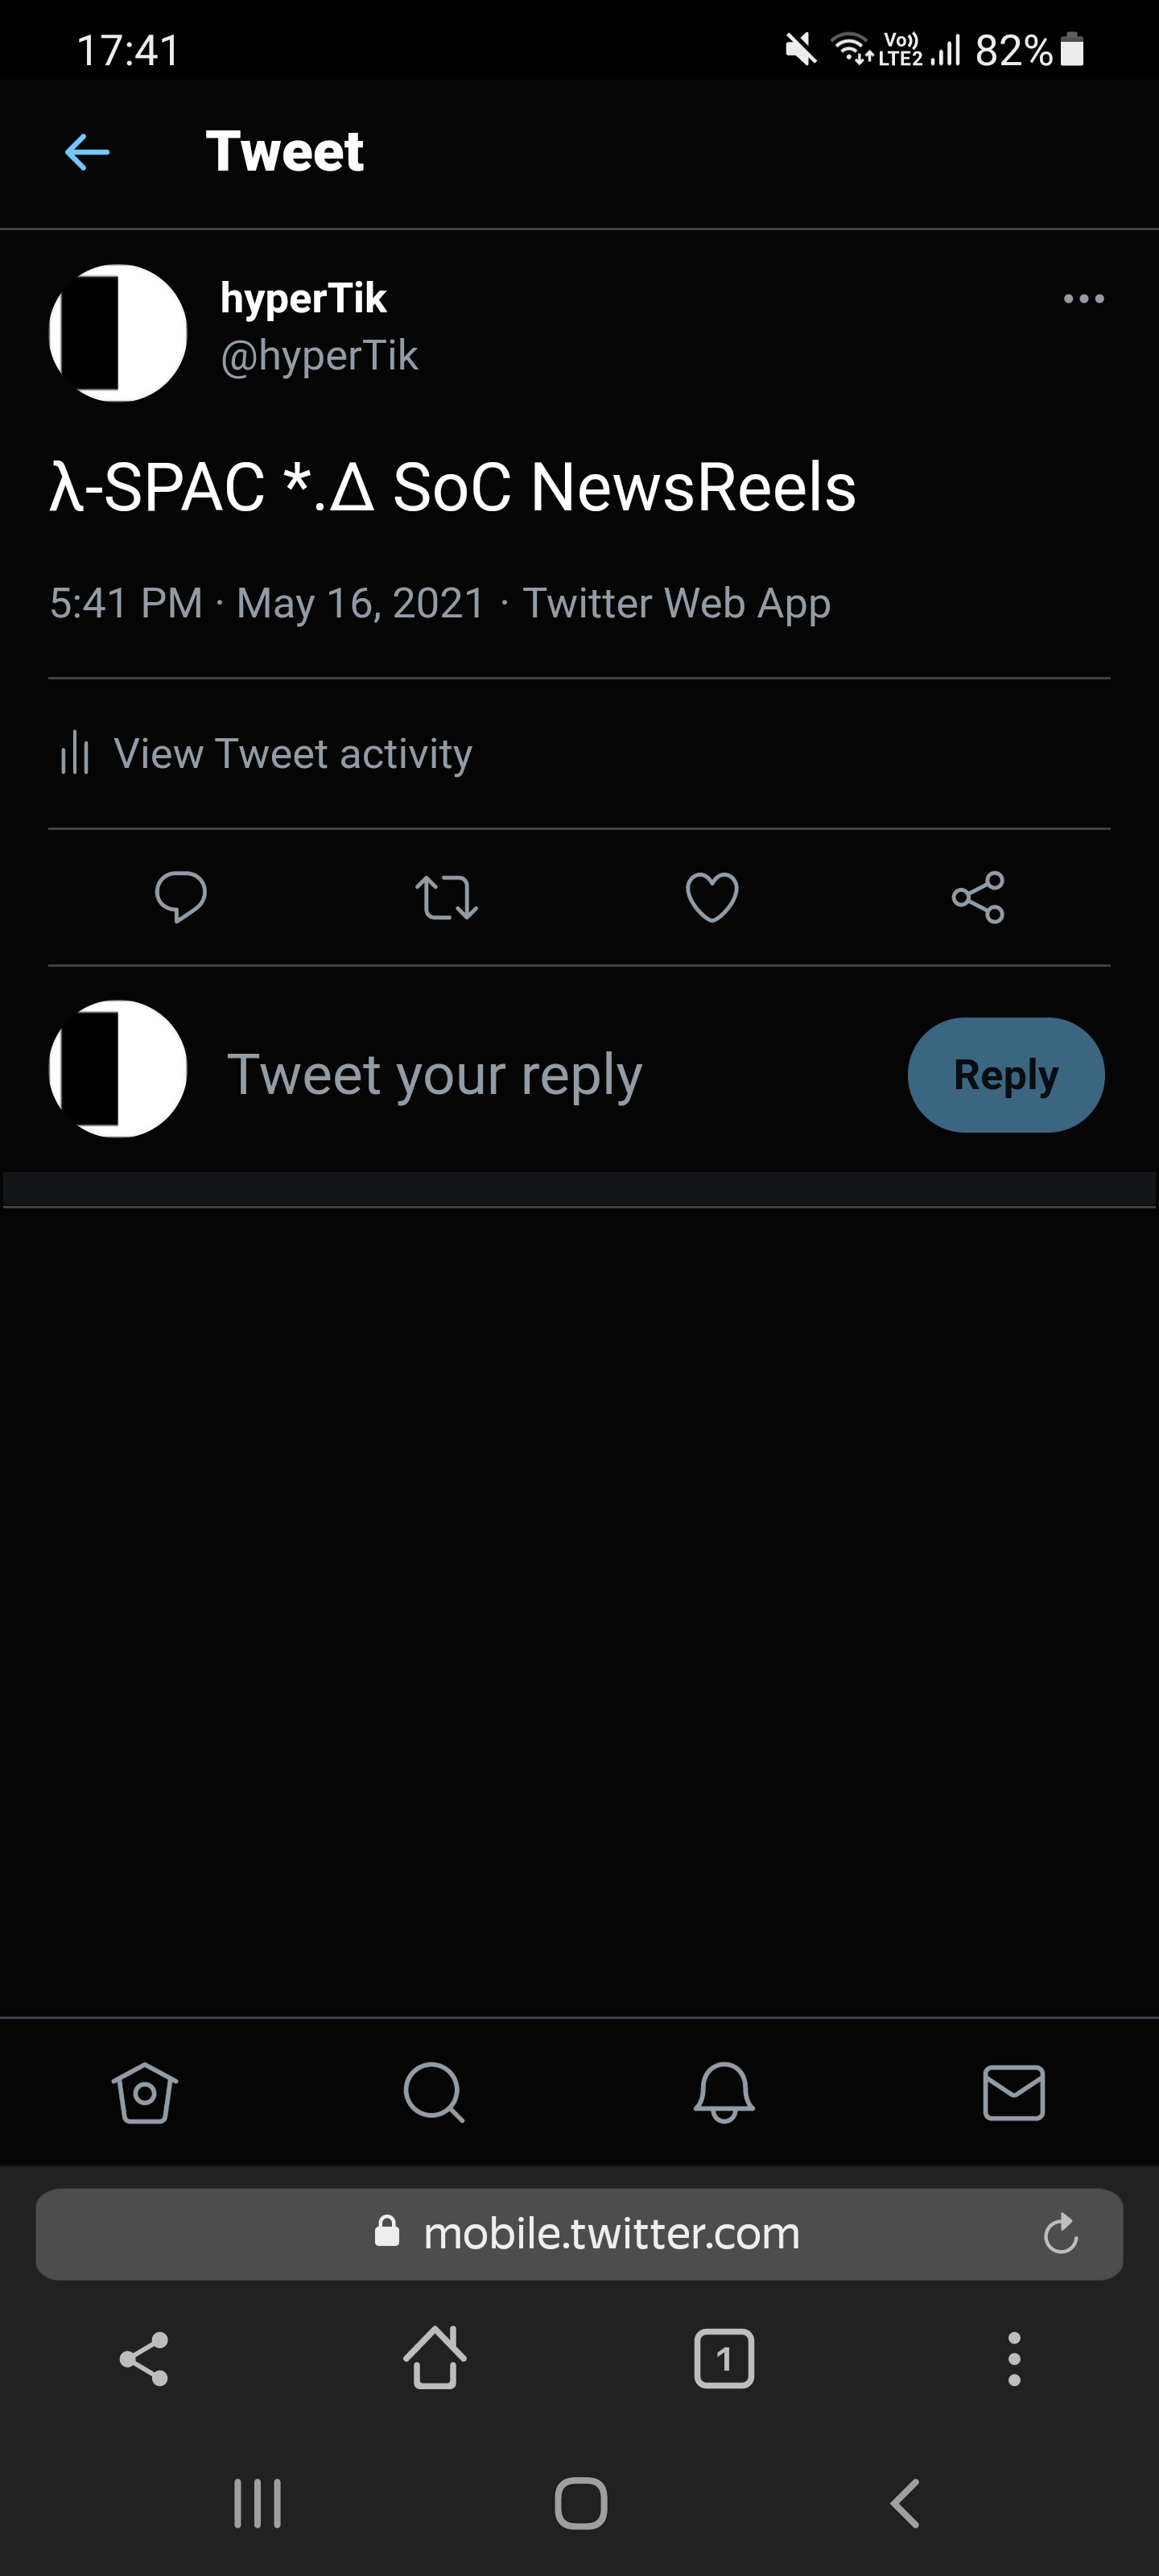 17:41
Vo)) LTE2 82%
Tweet
hyperTik
@hyperTik
λ-SPAC *.Δ SoC NewsReels
5:41 PM · May 16, 2021 · Twitter Web App
View Tweet activity
Tweet your reply
Reply
mobile.twitter.com
1